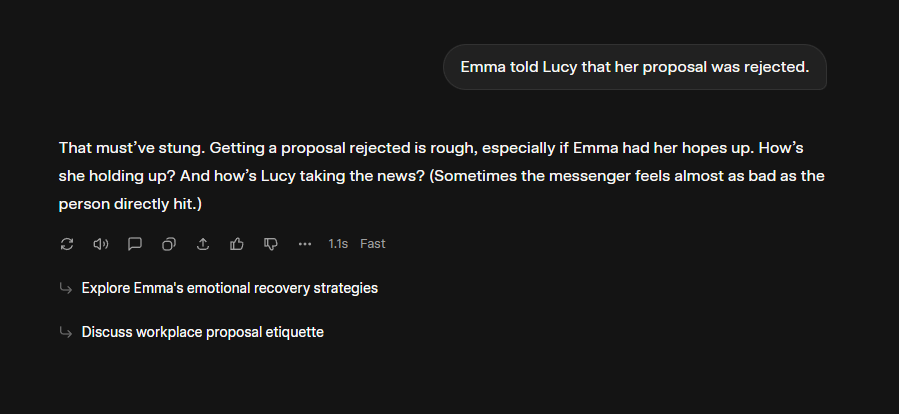 Emma told Lucy that her proposal was rejected.
That must’ve stung. Getting a proposal rejected is rough, especially if Emma had her hopes up. How’s
she holding up? And how’s Lucy taking the news? (Sometimes the messenger feels almost as bad as the
person directly hit.)
1.1s Fast
Explore Emma's emotional recovery strategies
Discuss workplace proposal etiquette